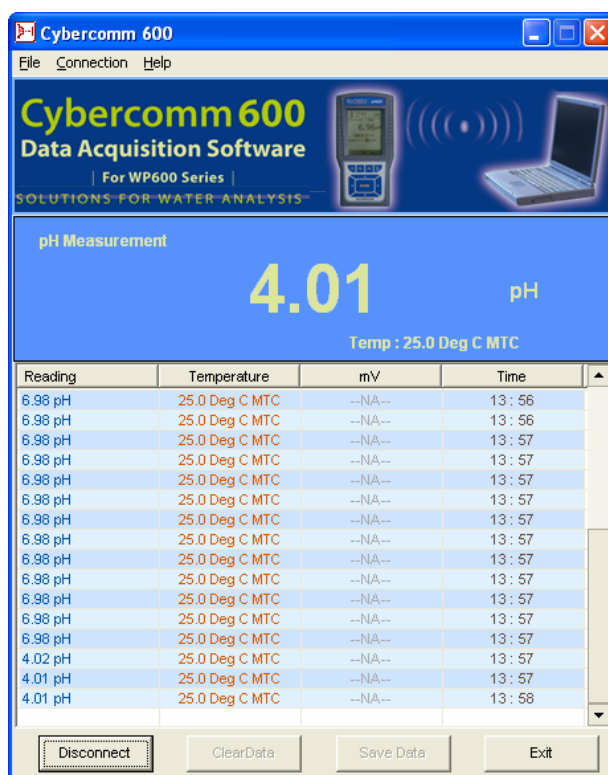 Cybercomm 600
File Connection Help
Cybercomm 600
Data Acquisition Software
| For WP600 Series |
SOLUTIONS FOR WATER ANALYSIS
pH Measurement
4.01 pH
Temp : 25.0 Deg C MTC
Reading Temperature mV Time
6.98 pH 25.0 Deg C MTC --NA-- 13 : 56
6.98 pH 25.0 Deg C MTC --NA-- 13 : 56
6.98 pH 25.0 Deg C MTC --NA-- 13 : 57
6.98 pH 25.0 Deg C MTC --NA-- 13 : 57
6.98 pH 25.0 Deg C MTC --NA-- 13 : 57
6.98 pH 25.0 Deg C MTC --NA-- 13 : 57
6.98 pH 25.0 Deg C MTC --NA-- 13 : 57
6.98 pH 25.0 Deg C MTC --NA-- 13 : 57
6.98 pH 25.0 Deg C MTC --NA-- 13 : 57
6.98 pH 25.0 Deg C MTC --NA-- 13 : 57
6.98 pH 25.0 Deg C MTC --NA-- 13 : 57
6.98 pH 25.0 Deg C MTC --NA-- 13 : 57
6.98 pH 25.0 Deg C MTC --NA-- 13 : 57
4.02 pH 25.0 Deg C MTC --NA-- 13 : 57
4.01 pH 25.0 Deg C MTC --NA-- 13 : 57
4.01 pH 25.0 Deg C MTC --NA-- 13 : 58
Disconnect ClearData Save Data Exit